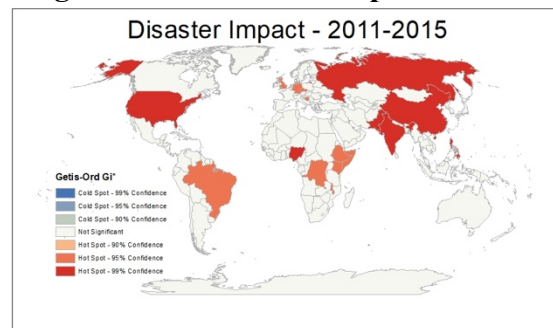 Disaster Impact - 2011-2015
Getis-Ord Gi*
Cold Spot - 99% Confidence
Cold Spot - 95% Confidence
Cold Spot - 90% Confidence
Not Significant
Hot Spot - 90% Confidence
Hot Spot - 95% Confidence
Hot Spot - 99% Confidence